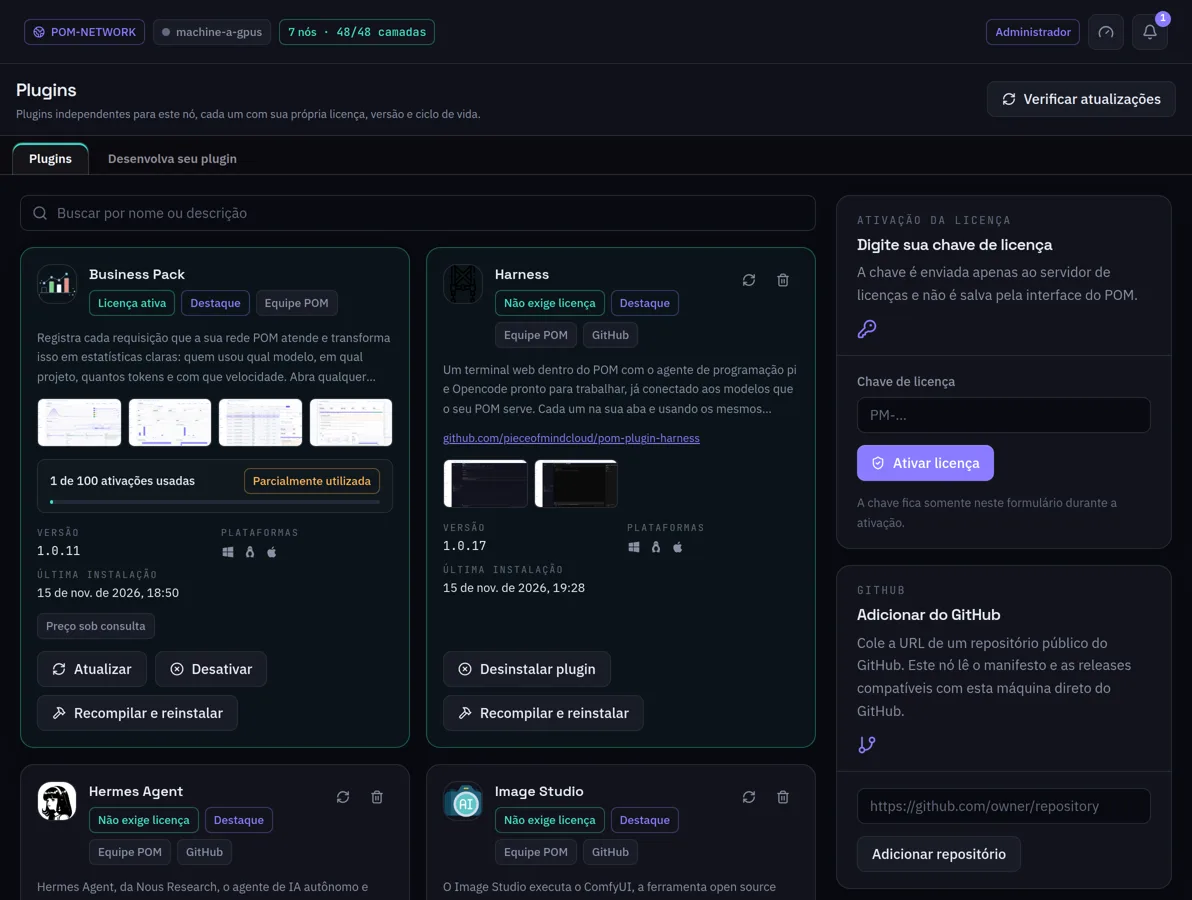 POM-NETWORK
machine-a-gpus
7 nós · 48/48 camadas
Administrador
1
Plugins
Plugins independentes para este nó, cada um com sua própria licença, versão e ciclo de vida.
Verificar atualizações
Plugins
Desenvolva seu plugin
Buscar por nome ou descrição
Business Pack
Licença ativa
Destaque
Equipe POM
Registra cada requisição que a sua rede POM atende e transforma
isso em estatísticas claras: quem usou qual modelo, em qual
projeto, quantos tokens e com que velocidade. Abra qualquer...
1 de 100 ativações usadas
Parcialmente utilizada
VERSÃO
PLATAFORMAS
1.0.11
ÚLTIMA INSTALAÇÃO
15 de nov. de 2026, 18:50
Preço sob consulta
Atualizar
Desativar
Recompilar e reinstalar
Harness
Não exige licença
Destaque
Equipe POM
GitHub
Um terminal web dentro do POM com o agente de programação pi
e Opencode pronto para trabalhar, já conectado aos modelos que
o seu POM serve. Cada um na sua aba e usando os mesmos...
github.com/pieceofmindcloud/pom-plugin-harness
VERSÃO
PLATAFORMAS
1.0.17
ÚLTIMA INSTALAÇÃO
15 de nov. de 2026, 19:28
Desinstalar plugin
Recompilar e reinstalar
Hermes Agent
Não exige licença
Destaque
Equipe POM
GitHub
Hermes Agent, da Nous Research, o agente de IA autônomo e
AI
Image Studio
Não exige licença
Destaque
Equipe POM
GitHub
O Image Studio executa o ComfyUI, a ferramenta open source
ATIVAÇÃO DA LICENÇA
Digite sua chave de licença
A chave é enviada apenas ao servidor de
licenças e não é salva pela interface do POM.
Chave de licença
PM-...
Ativar licença
A chave fica somente neste formulário durante a
ativação.
GITHUB
Adicionar do GitHub
Cole a URL de um repositório público do
GitHub. Este nó lê o manifesto e as releases
compatíveis com esta máquina direto do
GitHub.
https://github.com/owner/repository
Adicionar repositório